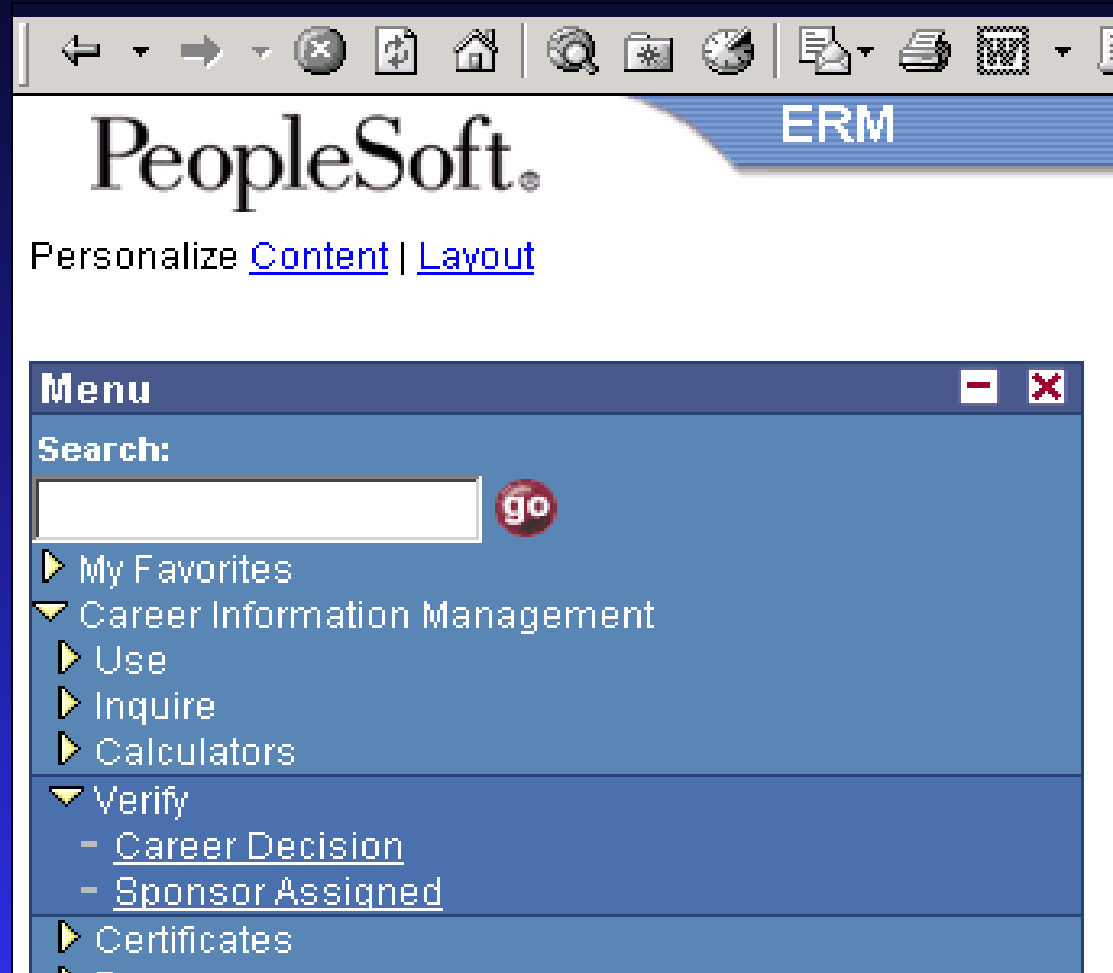 PeopleSoft®
ERM
Personalize Content | Layout
Menu
Search:
go
My Favorites
Career Information Management
Use
Inquire
Calculators
Verify
Career Decision
Sponsor Assigned
Certificates